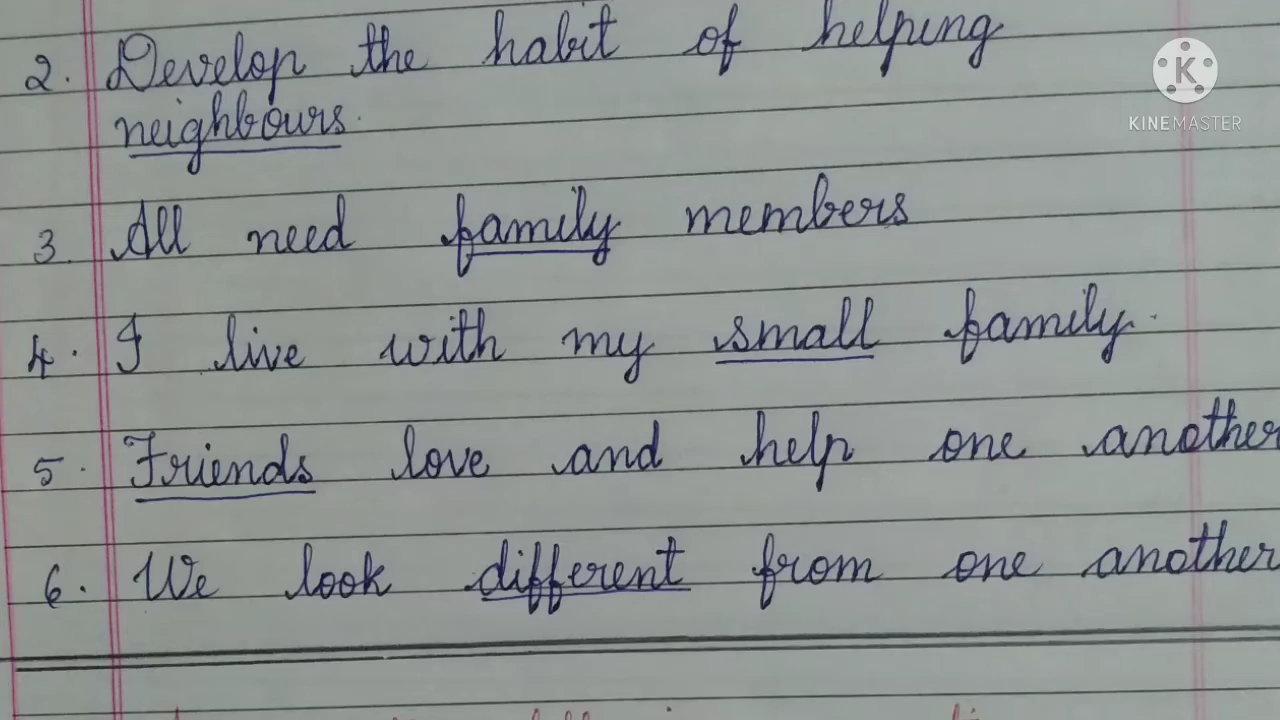 2. Develop the habit of helping
neighbours.
3. All need family members
4. I live with my small family.
5. Friends love and help one another
6. We look different from one another
K
KINEMASTER